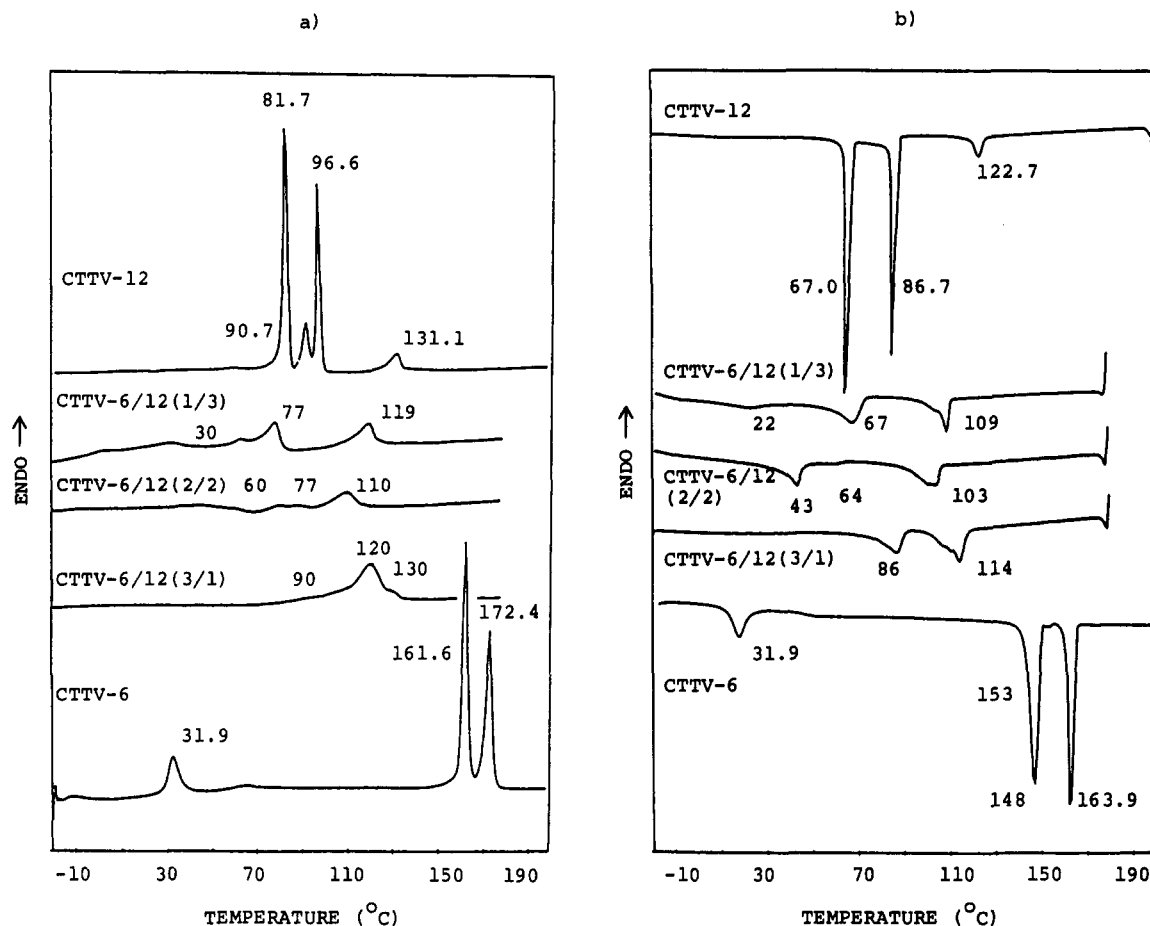 a)
81.7
96.6
CTTV-12
90.7
131.1
CTTV-6/12(1/3)
77
119
30
CTTV-6/12(2/2)
60
77
110
120
CTTV-6/12(3/1)
90
130
172.4
161.6
CTTV-6
31.9
ENDO →
-10 30 70 110 150 190
TEMPERATURE (°C)
b)
CTTV-12
122.7
67.0
86.7
CTTV-6/12(1/3)
22
67
109
CTTV-6/12
(2/2)
43
64
103
CTTV-6/12(3/1)
86
114
31.9
CTTV-6
153
148
163.9
ENDO →
-10 30 70 110 150 190
TEMPERATURE (°C)